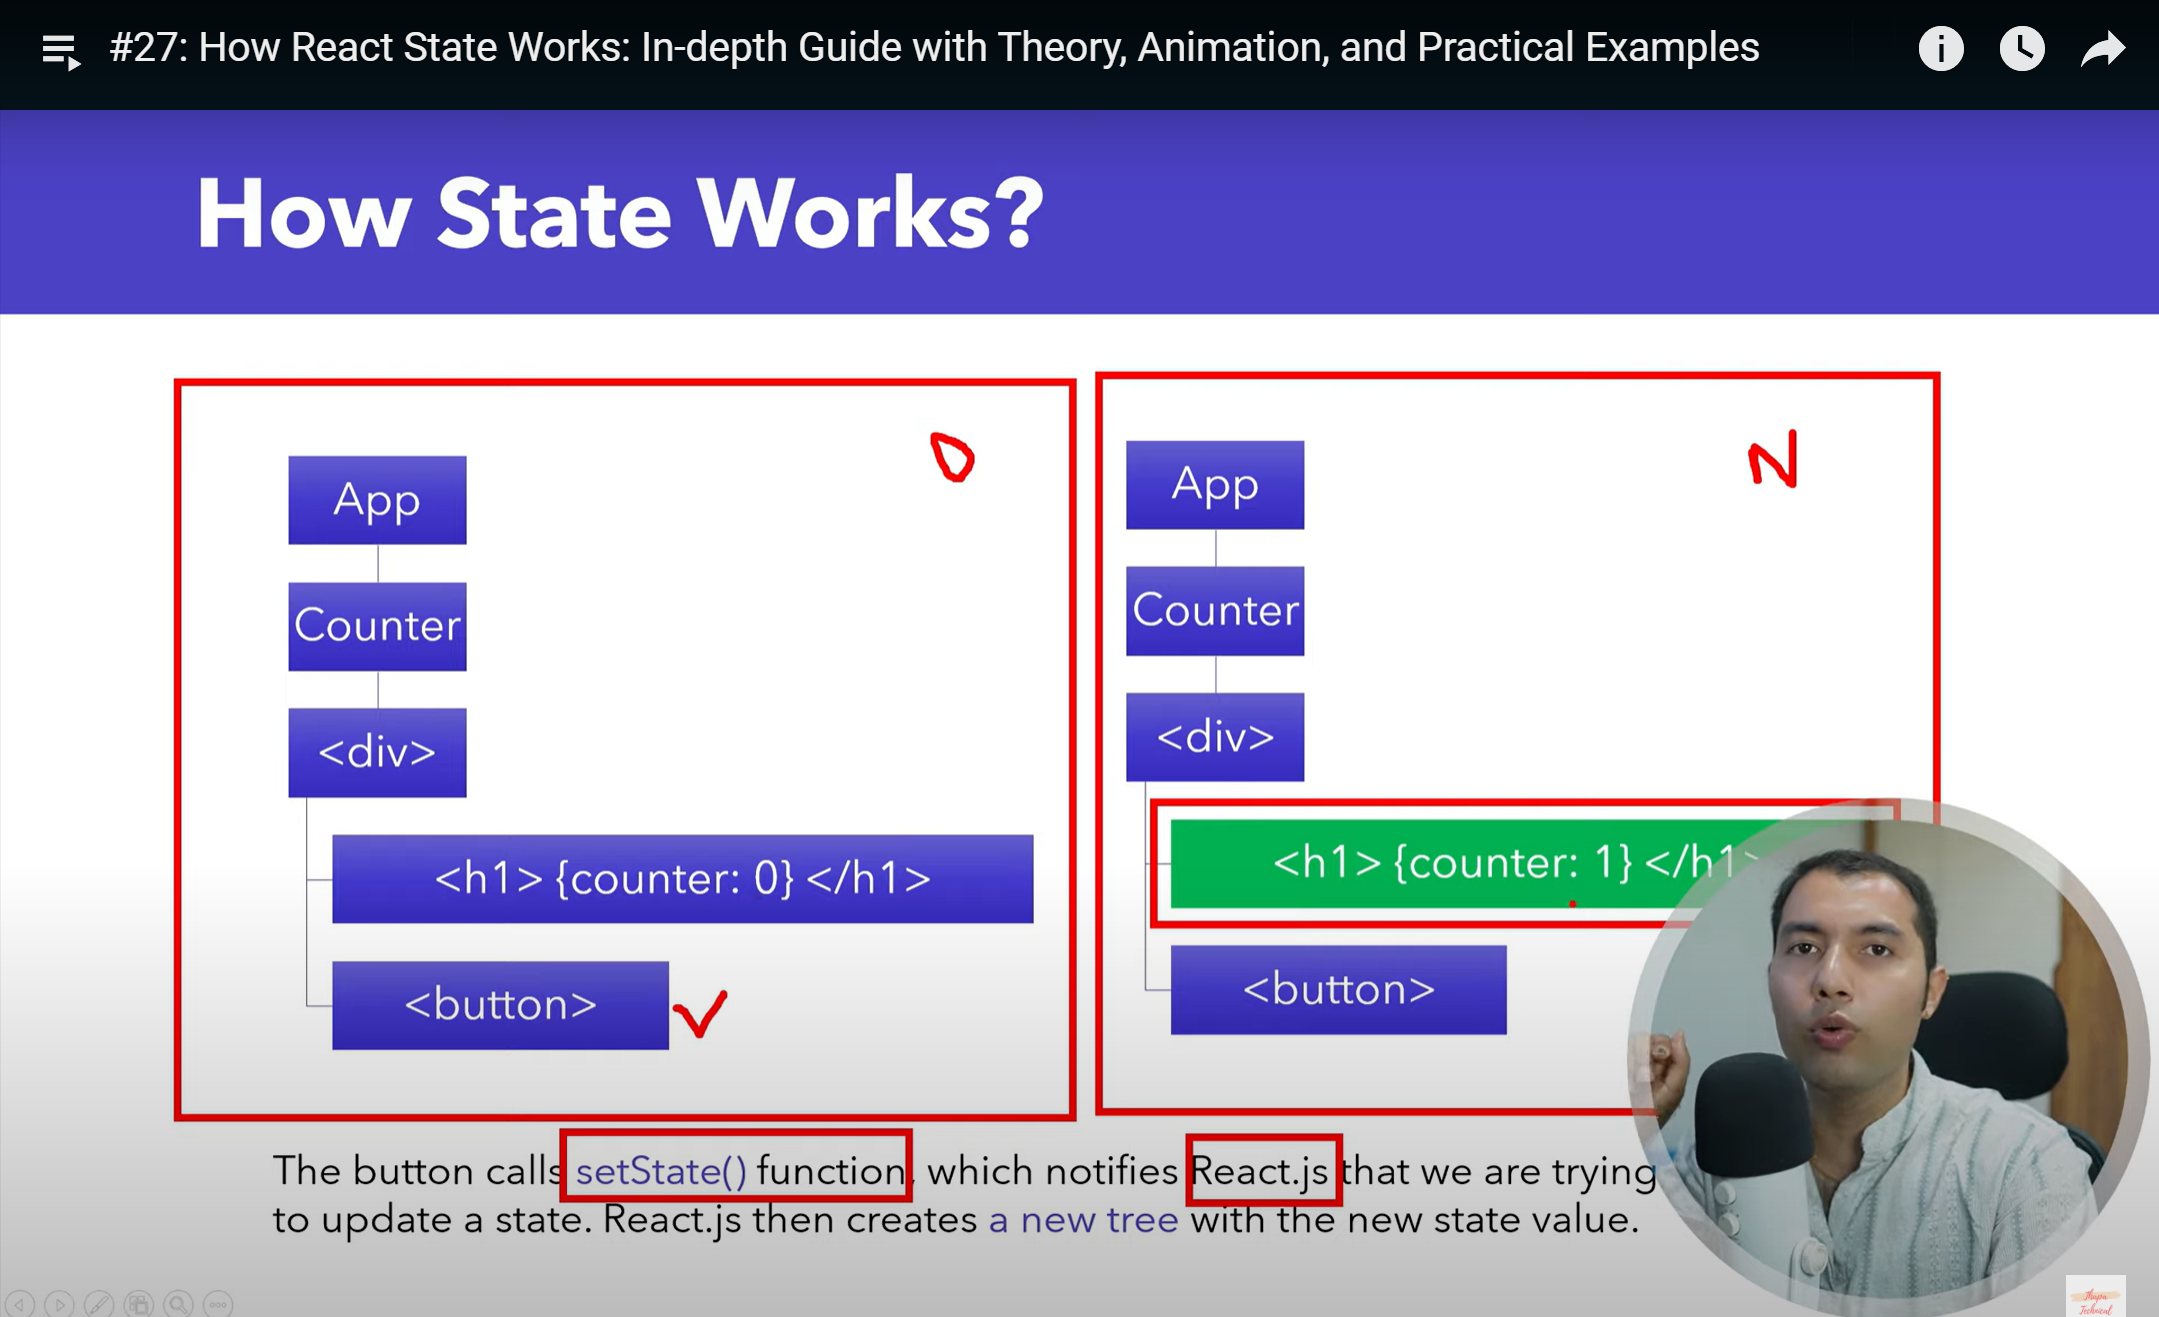 #27: How React State Works: In-depth Guide with Theory, Animation, and Practical Examples
How State Works?
O
App
Counter
<div>
<h1> {counter: 0} </h1>
<button>
N
App
Counter
<div>
<h1> {counter: 1} </h1>
<button>
The button calls setState() function, which notifies React.js that we are trying
to update a state. React.js then creates a new tree with the new state value.
Thapa
Technical